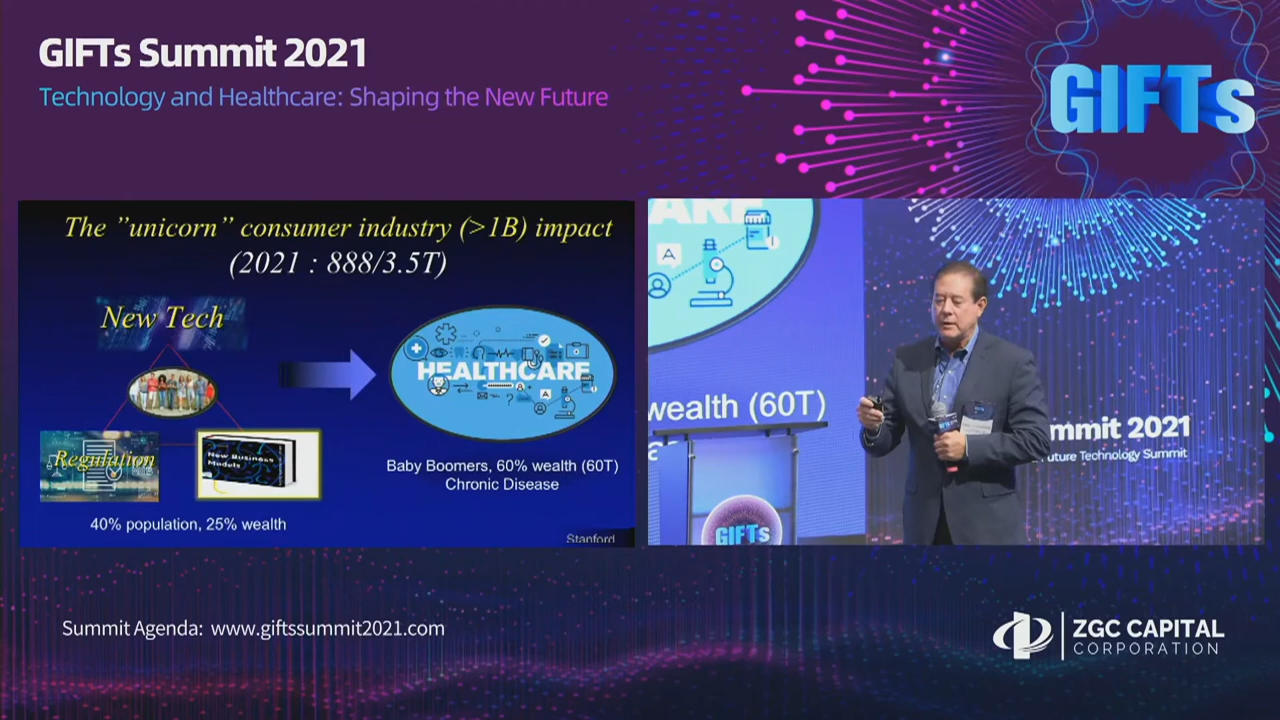 GIFTs Summit 2021
Technology and Healthcare: Shaping the New Future
GIFTs
The ”unicorn” consumer industry (>1B) impact
(2021 : 888/3.5T)
New Tech
HEALTHCARE
A
?
Regulation
New Business
Models
Baby Boomers, 60% wealth (60T)
Chronic Disease
40% population, 25% wealth
Stanford
A
wealth (60T)
mmit 2021
Future Technology Summit
GIFTs
Summit Agenda: www.giftssummit2021.com
ZGC CAPITAL
CORPORATION